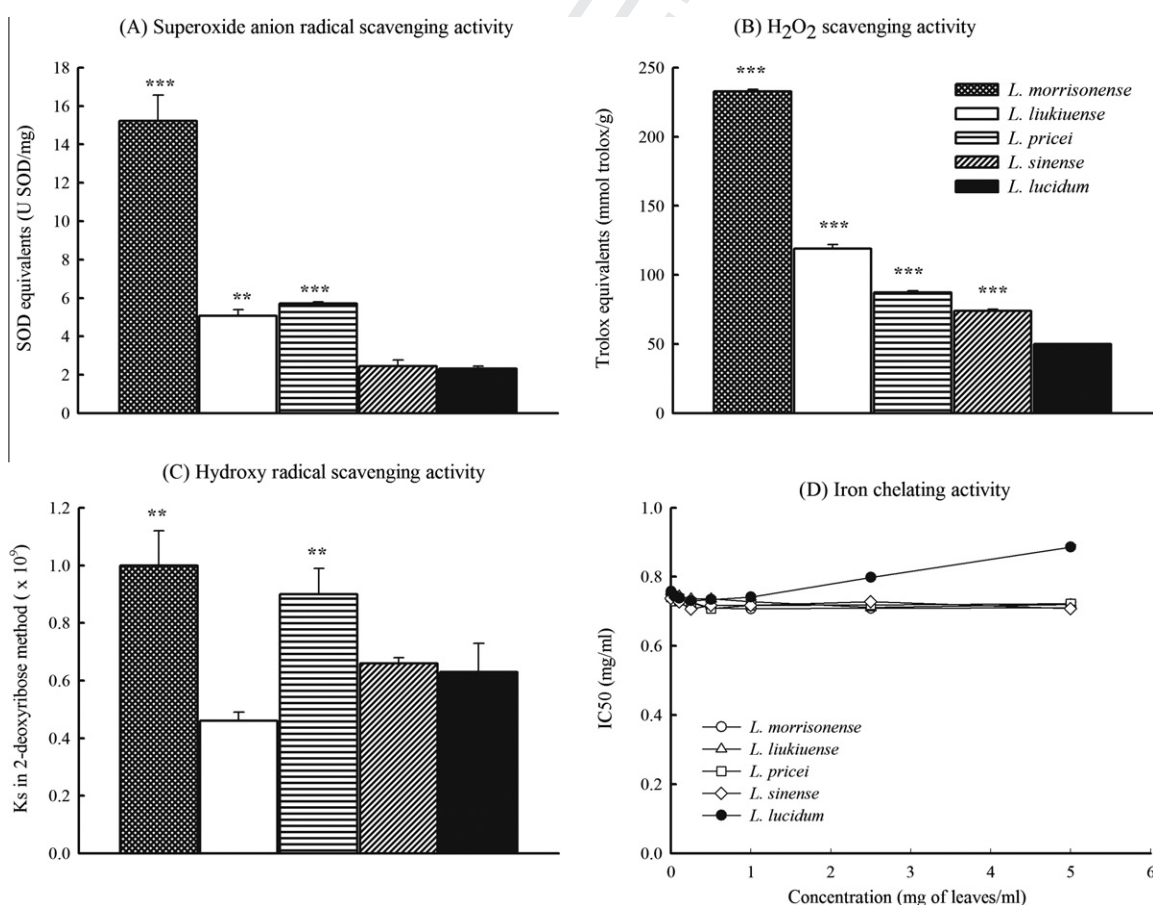 (A) Superoxide anion radical scavenging activity
SOD equivalents (U SOD/mg)
18
16
14
12
10
8
6
4
2
0
***
**
***
(B) H₂O₂ scavenging activity
Trolox equivalents (mmol trolox/g)
250
200
150
100
50
0
***
***
***
***
L. morrisonense
L. liukiuense
L. pricei
L. sinense
L. lucidum
(C) Hydroxy radical scavenging activity
Ks in 2-deoxyribose method ( x 10⁹)
1.2
1.0
0.8
0.6
0.4
0.2
0.0
**
**
(D) Iron chelating activity
IC50 (mg/ml)
1.0
0.8
0.6
0.4
0.2
0.0
L. morrisonense
L. liukiuense
L. pricei
L. sinense
L. lucidum
0 1 2 3 4 5 6
Concentration (mg of leaves/ml)